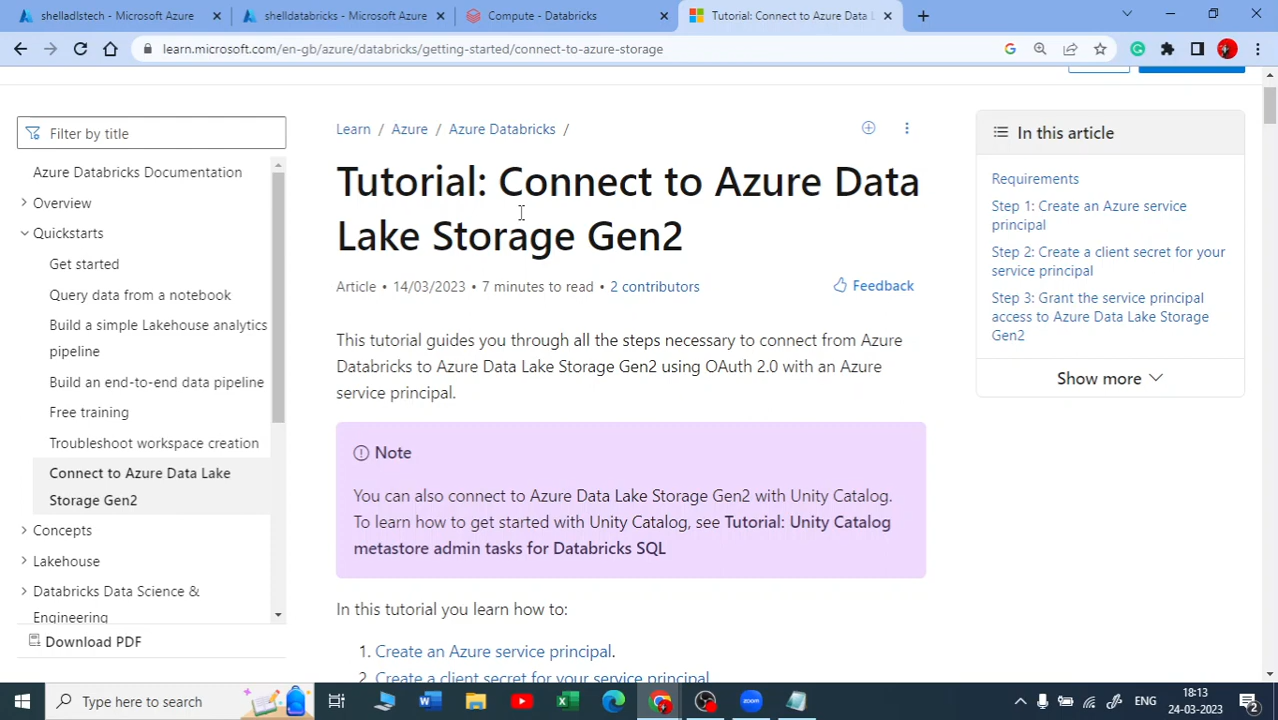 shelladlstech - Microsoft Azure
shelldatabricks - Microsoft Azure
Compute - Databricks
Tutorial: Connect to Azure Data L
learn.microsoft.com/en-gb/azure/databricks/getting-started/connect-to-azure-storage
Filter by title
Azure Databricks Documentation
Overview
Quickstarts
Get started
Query data from a notebook
Build a simple Lakehouse analytics
pipeline
Build an end-to-end data pipeline
Free training
Troubleshoot workspace creation
Connect to Azure Data Lake
Storage Gen2
Concepts
Lakehouse
Databricks Data Science &
Engineering
Download PDF
Learn / Azure / Azure Databricks /
Tutorial: Connect to Azure Data
Lake Storage Gen2
Article • 14/03/2023 • 7 minutes to read • 2 contributors
Feedback
This tutorial guides you through all the steps necessary to connect from Azure
Databricks to Azure Data Lake Storage Gen2 using OAuth 2.0 with an Azure
service principal.
Note
You can also connect to Azure Data Lake Storage Gen2 with Unity Catalog.
To learn how to get started with Unity Catalog, see Tutorial: Unity Catalog
metastore admin tasks for Databricks SQL
In this tutorial you learn how to:
1. Create an Azure service principal.
2. Create a client secret for your service principal
In this article
Requirements
Step 1: Create an Azure service
principal
Step 2: Create a client secret for your
service principal
Step 3: Grant the service principal
access to Azure Data Lake Storage
Gen2
Show more
Type here to search
ENG
18:13
24-03-2023
2